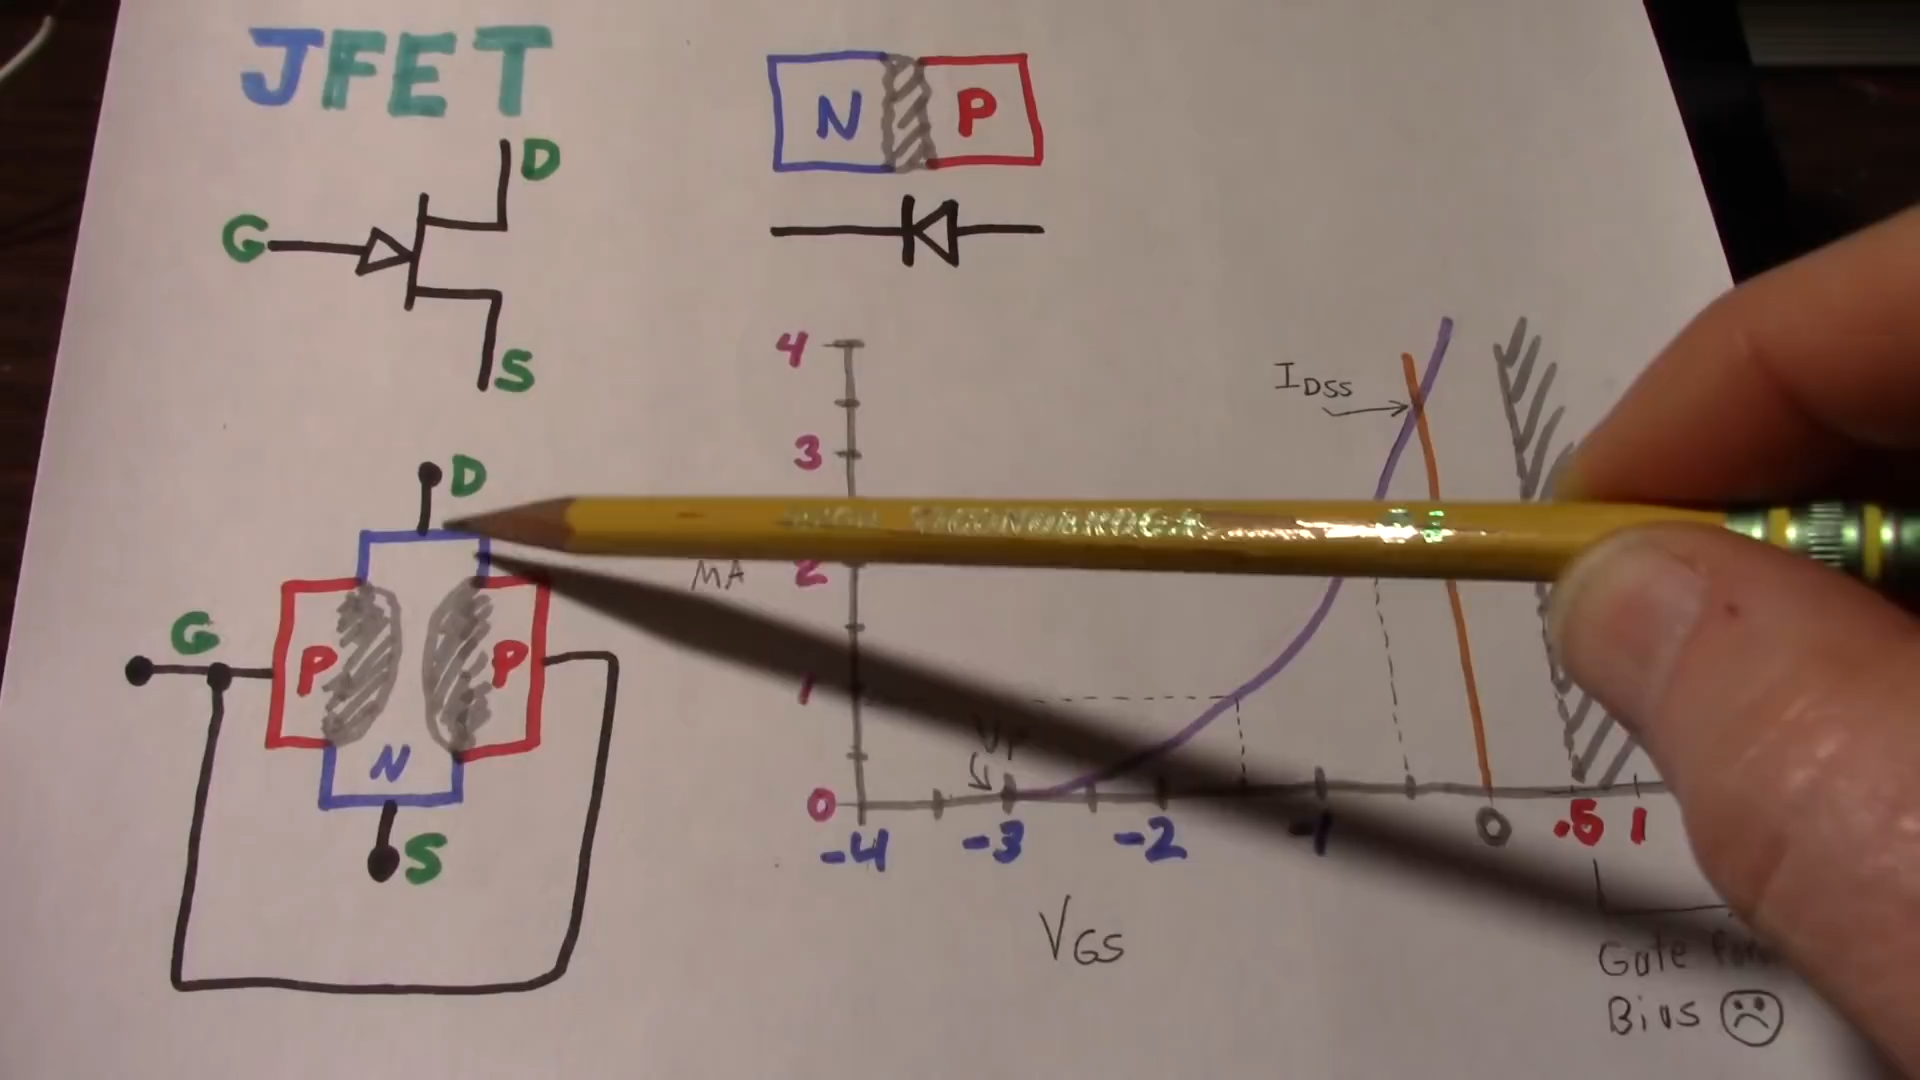 JFET
N P
D
G
S
D
G
P P
N
S
4
3
MA 2
1
0
IDSS
-4 -3 -2 -1 0 .5 1
VGS
Gate
Bias